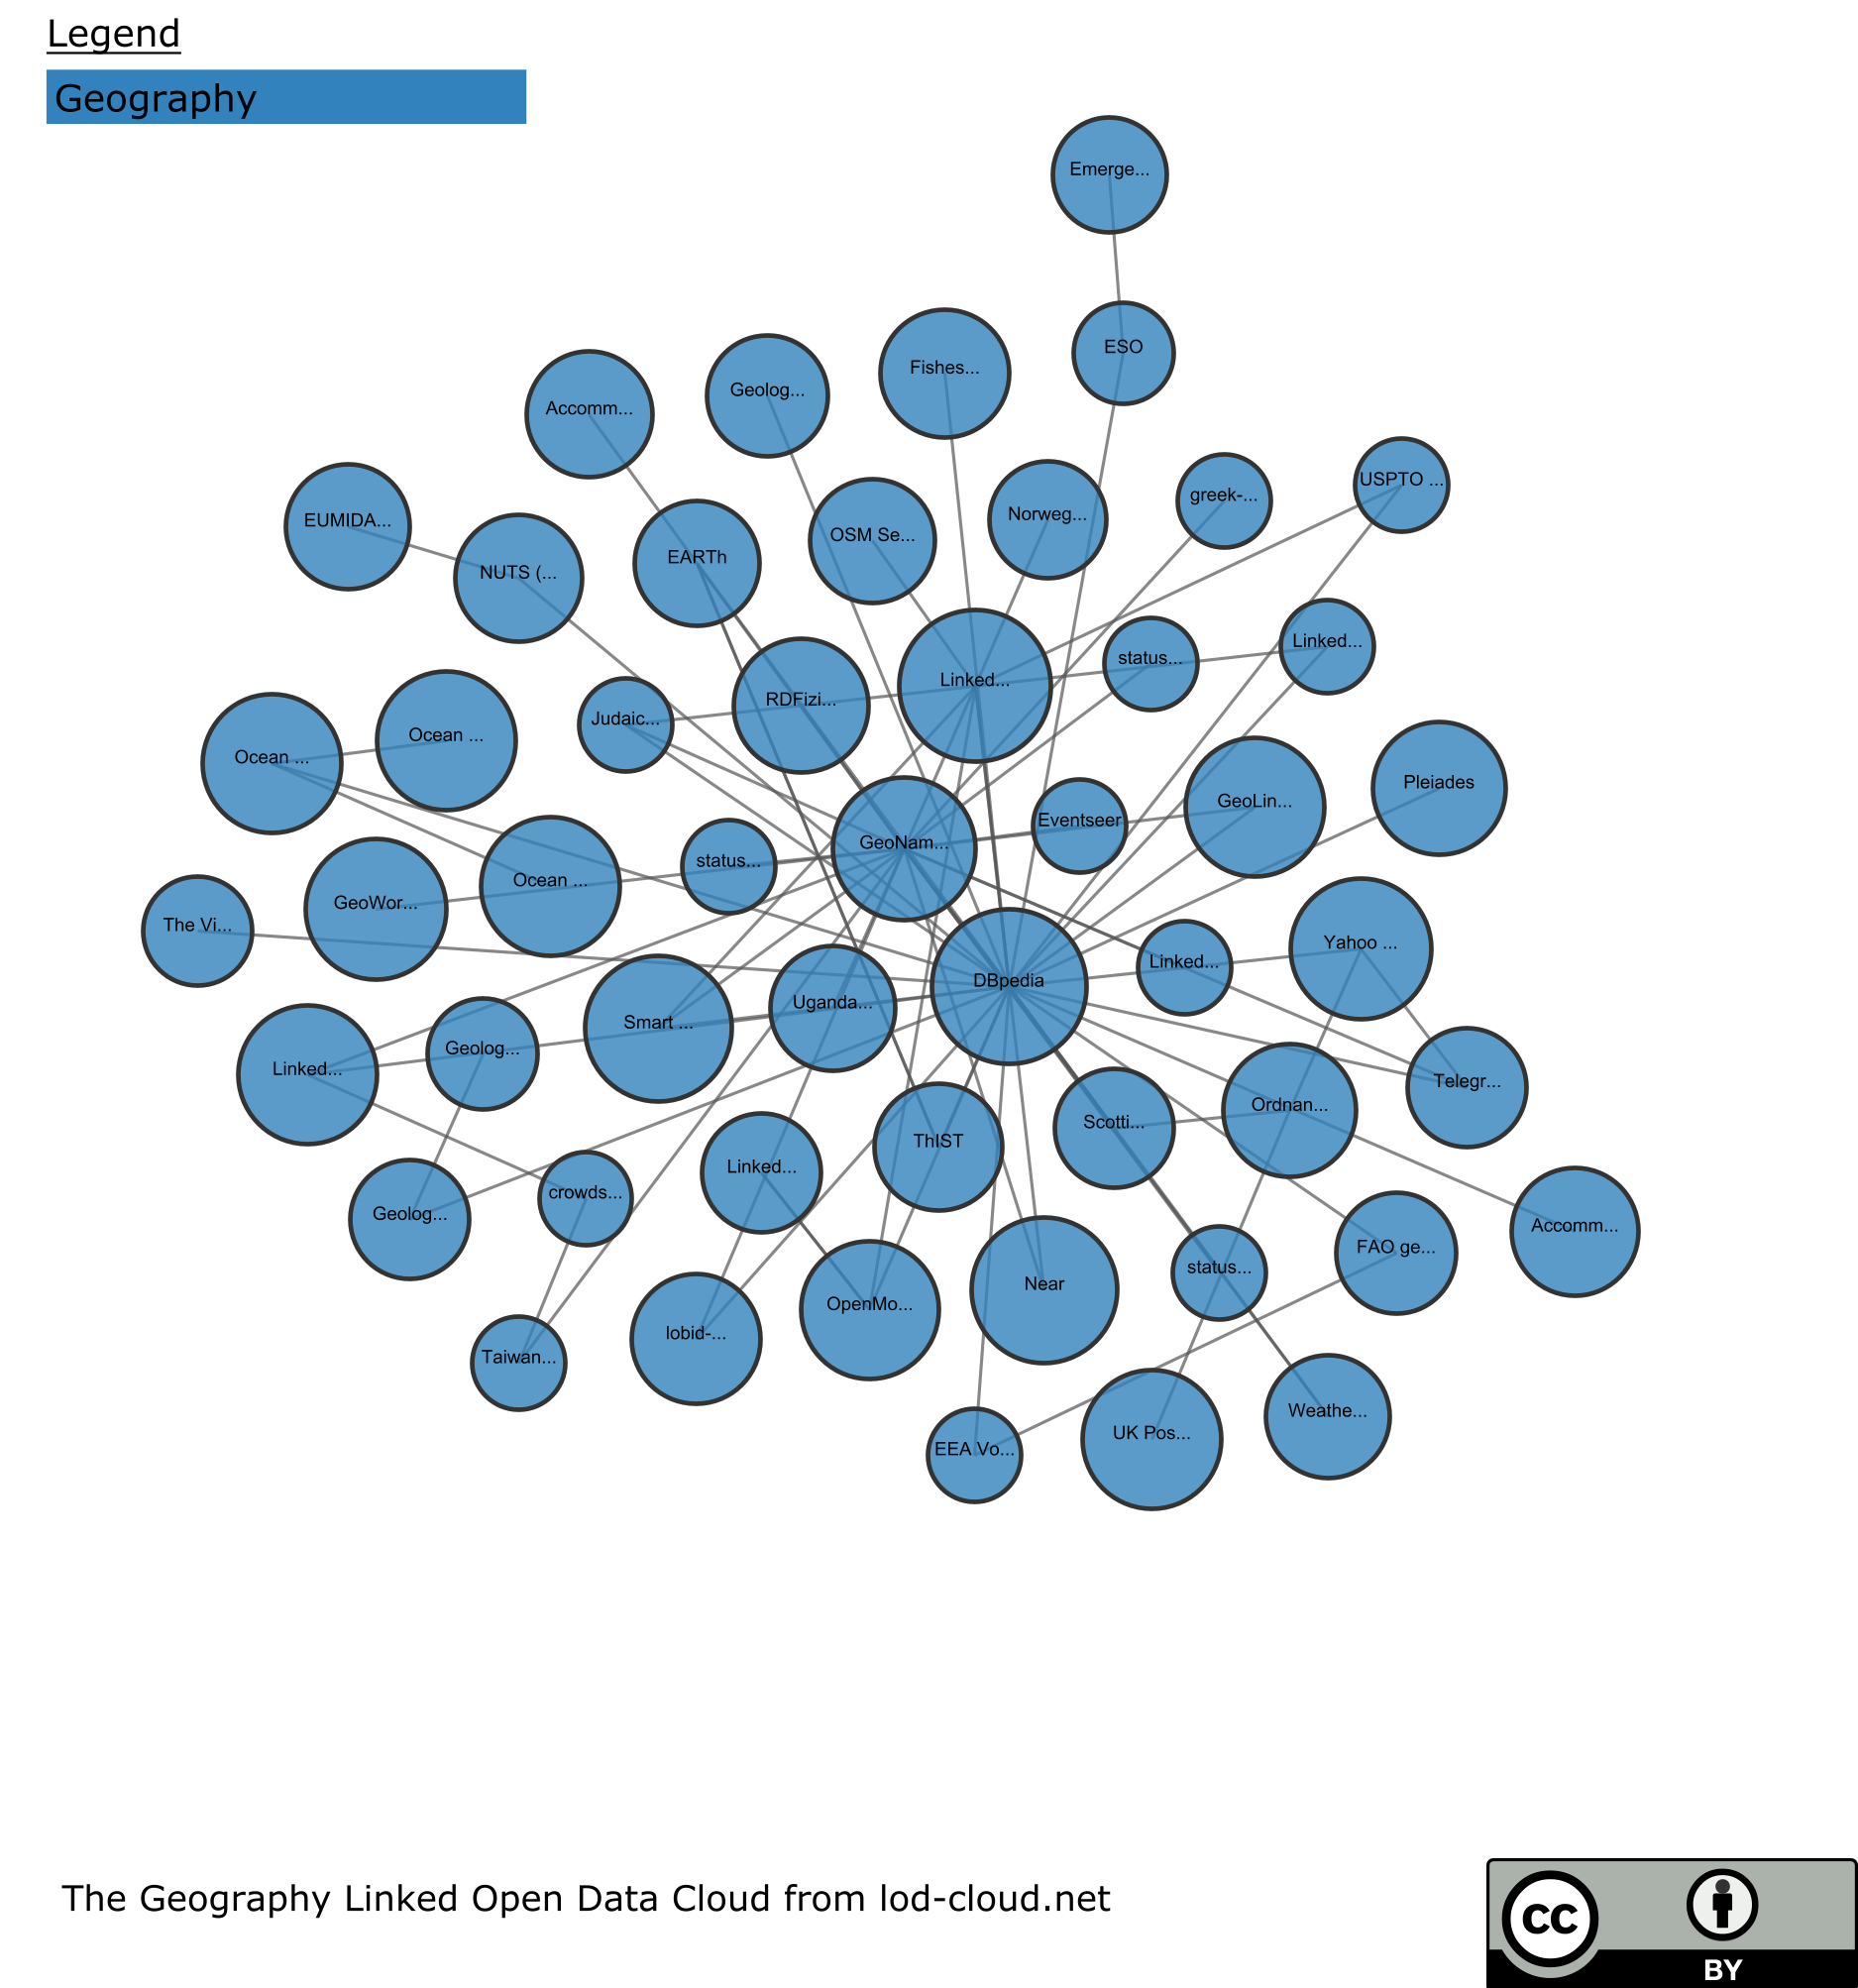 Legend
Geography
Emerge...
ESO
Fishes...
Geolog...
Accomm...
USPTO ...
greek-...
Norweg...
EUMIDA...
OSM Se...
EARTh
NUTS (...
Linked...
status...
Linked...
RDFizi...
Judaic...
Ocean ...
Ocean ...
Pleiades
GeoLin...
Eventseer
GeoNam...
status...
Ocean ...
GeoWor...
The Vi...
Yahoo ...
Linked...
DBpedia
Uganda...
Smart ...
Geolog...
Linked...
Telegr...
Ordnan...
Scotti...
ThIST
Linked...
crowds...
Geolog...
Accomm...
FAO ge...
status...
Near
OpenMo...
lobid-...
Taiwan...
Weathe...
UK Pos...
EEA Vo...
The Geography Linked Open Data Cloud from lod-cloud.net
cc
BY